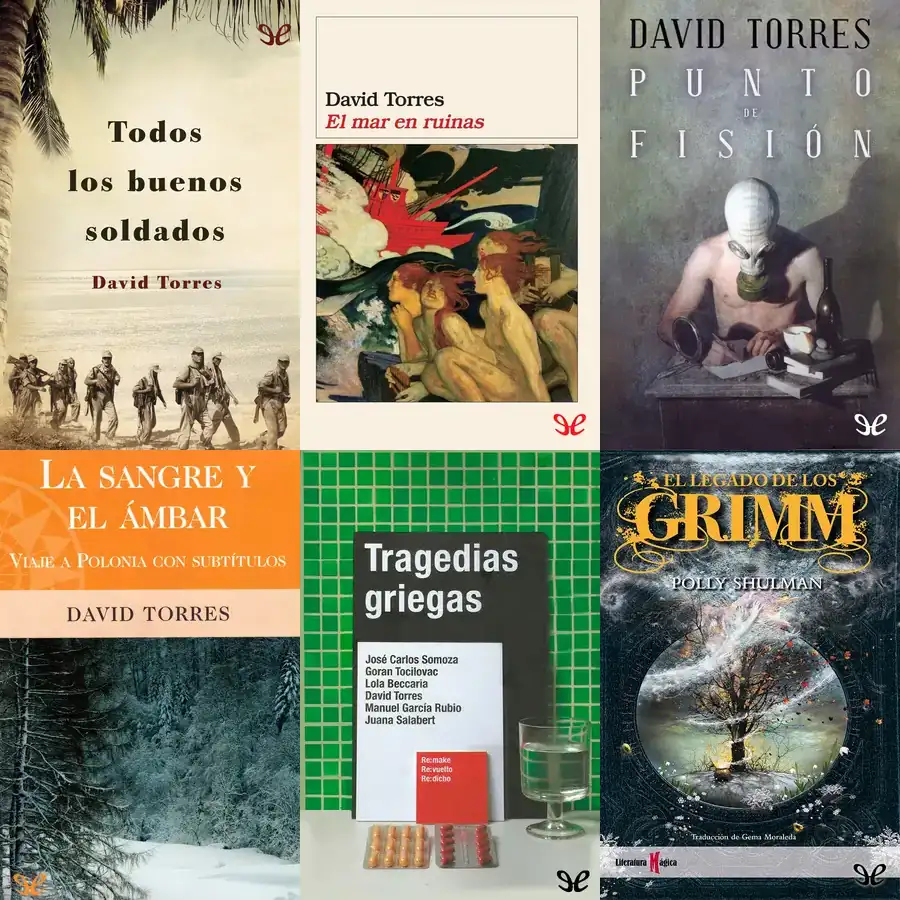 Todos
los buenos
soldados
David Torres
David Torres
El mar en ruinas
DAVID TORRES
PUNTO
DE
FISIÓN
LA SANGRE Y
EL ÁMBAR
VIAJE A POLONIA CON SUBTÍTULOS
DAVID TORRES
Tragedias
griegas
José Carlos Somoza
Goran Tocilovac
Lola Beccaria
David Torres
Manuel García Rubio
Juana Salabert
Re:make
Re:vuelto
Re:dicho
EL LEGADO DE LOS
GRIMM
POLLY SHULMAN
Traducción de Gema Moraleda
Literatura Mágica